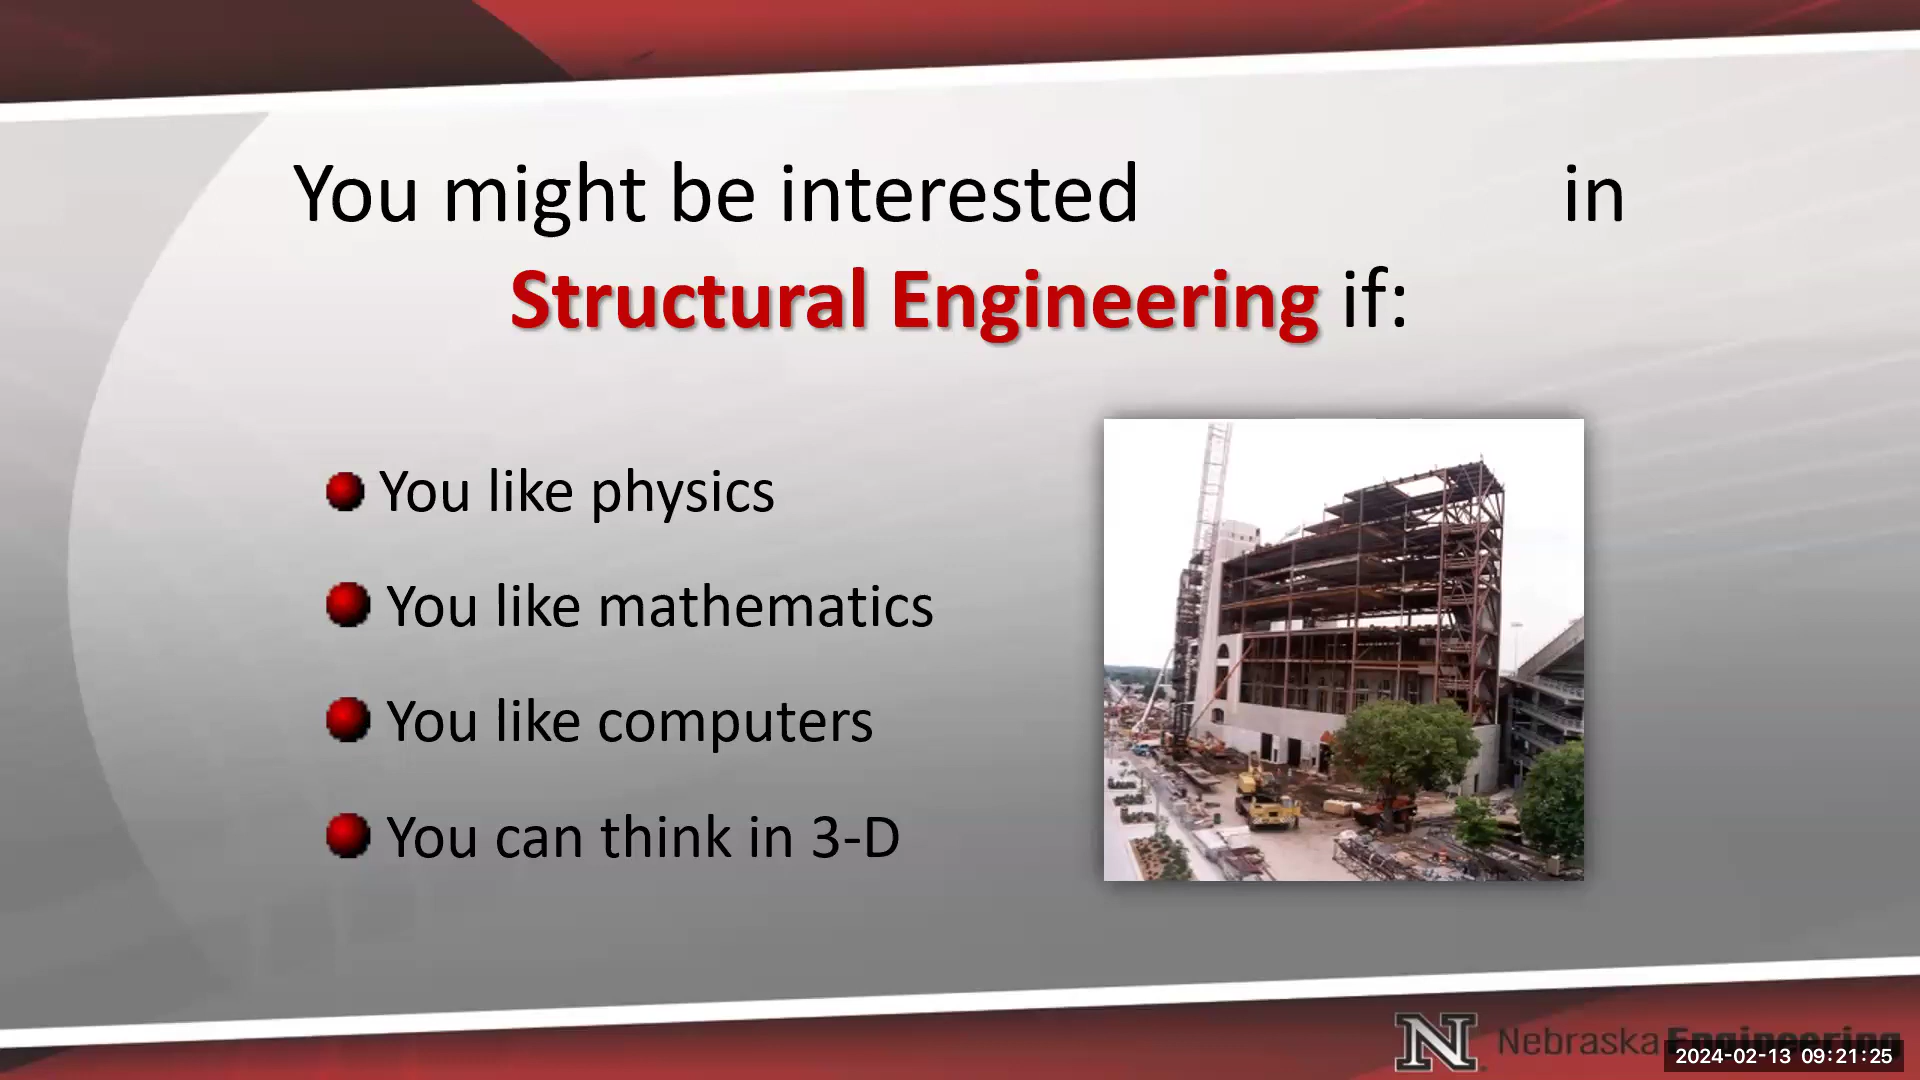 You might be interested in
Structural Engineering if:
You like physics
You like mathematics
You like computers
You can think in 3-D
N Nebraska Engineering
2024-02-13 09:21:25